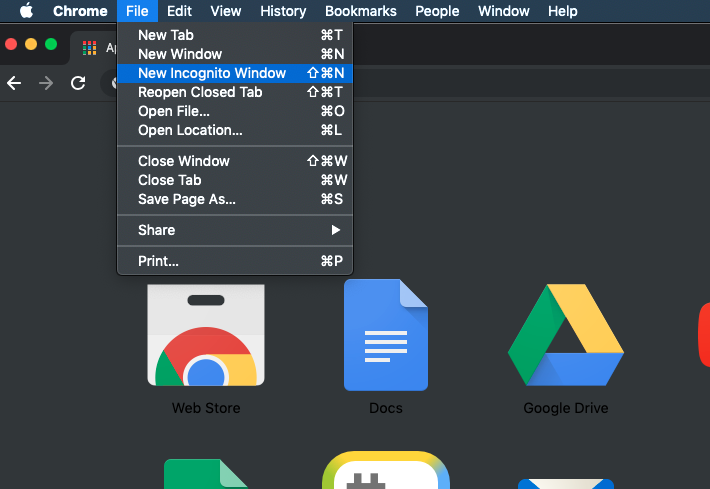 Chrome File Edit View History Bookmarks People Window Help
Ap
New Tab ⌘T
New Window ⌘N
New Incognito Window ⇧⌘N
Reopen Closed Tab ⇧⌘T
Open File... ⌘O
Open Location... ⌘L
Close Window ⇧⌘W
Close Tab ⌘W
Save Page As... ⌘S
Share ▶
Print... ⌘P
Web Store Docs Google Drive